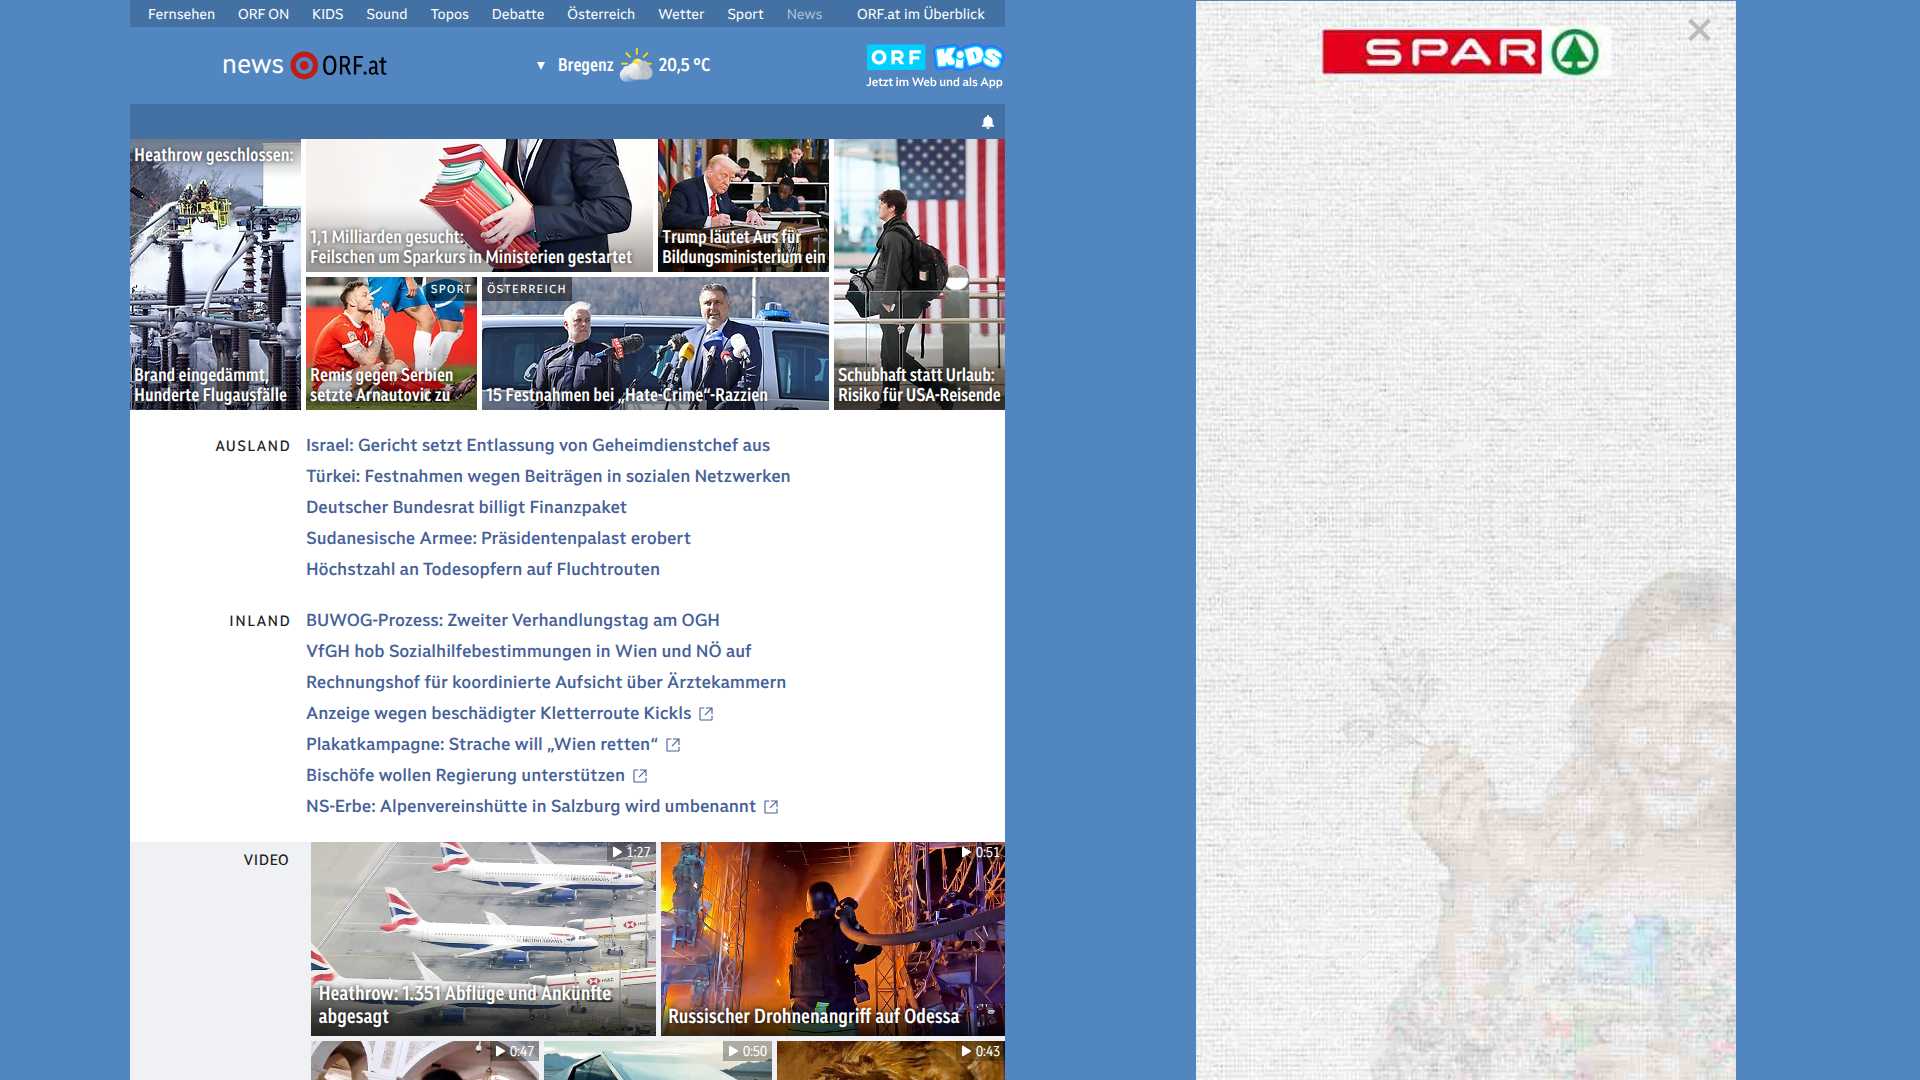 Fernsehen ORF ON KIDS Sound Topos Debatte Österreich Wetter Sport News ORF.at im Überblick
news ORF.at
▼ Bregenz 20,5 °C
ORF KiDS
Jetzt im Web und als App
SPAR
Heathrow geschlossen:
Brand eingedämmt,
Hunderte Flugausfälle
1,1 Milliarden gesucht:
Feilschen um Sparkurs in Ministerien gestartet
Trump läutet Aus für
Bildungsministerium ein
SPORT
Remis gegen Serbien
setzte Arnautovic zu
ÖSTERREICH
15 Festnahmen bei „Hate-Crime“-Razzien
Schubhaft statt Urlaub:
Risiko für USA-Reisende
AUSLAND
Israel: Gericht setzt Entlassung von Geheimdienstchef aus
Türkei: Festnahmen wegen Beiträgen in sozialen Netzwerken
Deutscher Bundesrat billigt Finanzpaket
Sudanesische Armee: Präsidentenpalast erobert
Höchstzahl an Todesopfern auf Fluchtrouten
INLAND
BUWOG-Prozess: Zweiter Verhandlungstag am OGH
VfGH hob Sozialhilfebestimmungen in Wien und NÖ auf
Rechnungshof für koordinierte Aufsicht über Ärztekammern
Anzeige wegen beschädigter Kletterroute Kickls
Plakatkampagne: Strache will „Wien retten“
Bischöfe wollen Regierung unterstützen
NS-Erbe: Alpenvereinshütte in Salzburg wird umbenannt
VIDEO
1:27
Heathrow: 1.351 Abflüge und Ankünfte
abgesagt
0:51
Russischer Drohnenangriff auf Odessa
0:47
0:50
0:43